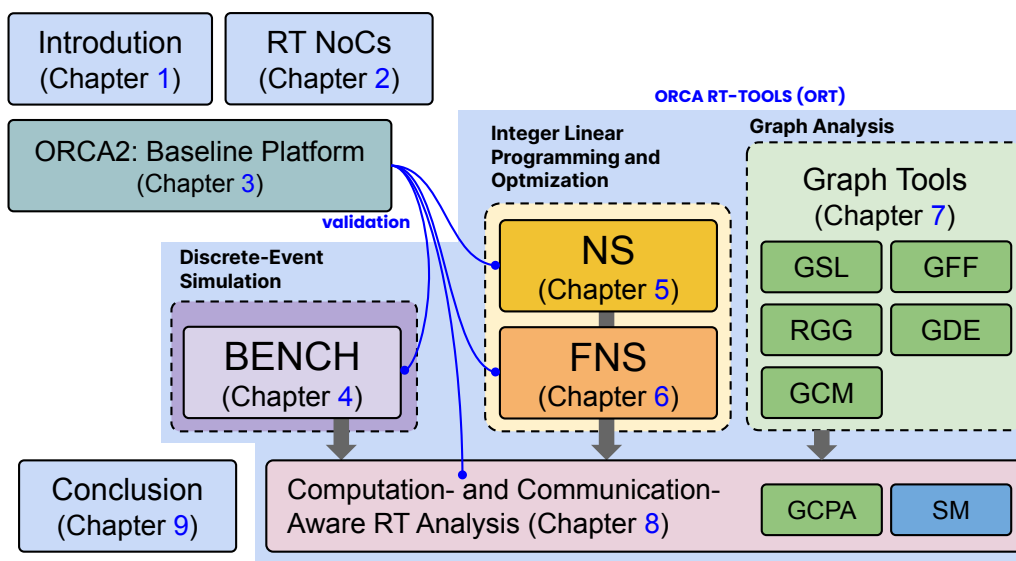 Introdution
(Chapter 1)
RT NoCs
(Chapter 2)
ORCA RT-TOOLS (ORT)
ORCA2: Baseline Platform
(Chapter 3)
validation
Integer Linear
Programming and
Optmization
Graph Analysis
Graph Tools
(Chapter 7)
GSL
GFF
RGG
GDE
GCM
NS
(Chapter 5)
FNS
(Chapter 6)
Discrete-Event
Simulation
BENCH
(Chapter 4)
Conclusion
(Chapter 9)
Computation- and Communication-
Aware RT Analysis (Chapter 8)
GCPA
SM